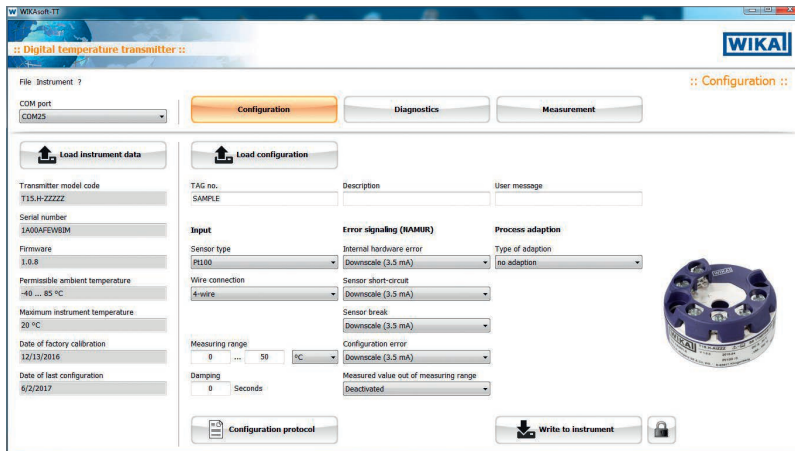 WIKAsoft-TT
:: Digital temperature transmitter ::
WIKAI
File Instrument ?
:: Configuration ::
COM port
COM25
Configuration
Diagnostics
Measurement
Load instrument data
Load configuration
Transmitter model code
T15.H-ZZZZZ
Serial number
1A00AFEWBIM
Firmware
1.0.8
Permissible ambient temperature
-40 ... 85 ºC
Maximum instrument temperature
20 ºC
Date of factory calibration
12/13/2016
Date of last configuration
6/2/2017
TAG no.
SAMPLE
Description
User message
Input
Sensor type
Pt100
Wire connection
4-wire
Measuring range
0 ... 50 ºC
Damping
0 Seconds
Error signaling (NAMUR)
Internal hardware error
Downscale (3.5 mA)
Sensor short-circuit
Downscale (3.5 mA)
Sensor break
Downscale (3.5 mA)
Configuration error
Downscale (3.5 mA)
Measured value out of measuring range
Deactivated
Process adaption
Type of adaption
no adaption
WIKA
Configuration protocol
Write to instrument